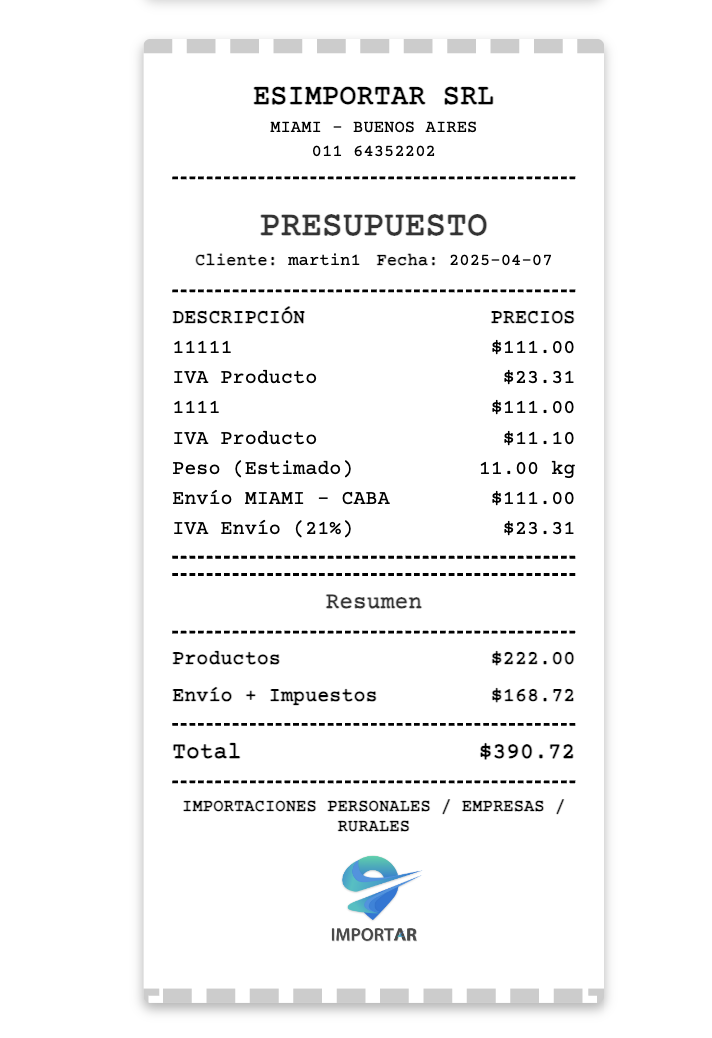 ESIMPORTAR SRL
MIAMI - BUENOS AIRES
011 64352202
PRESUPUESTO
Cliente: martin1 Fecha: 2025-04-07
DESCRIPCIÓN PRECIOS
11111 $111.00
IVA Producto $23.31
1111 $111.00
IVA Producto $11.10
Peso (Estimado) 11.00 kg
Envío MIAMI - CABA $111.00
IVA Envío (21%) $23.31
Resumen
Productos $222.00
Envío + Impuestos $168.72
Total $390.72
IMPORTACIONES PERSONALES / EMPRESAS /
RURALES
IMPORTAR